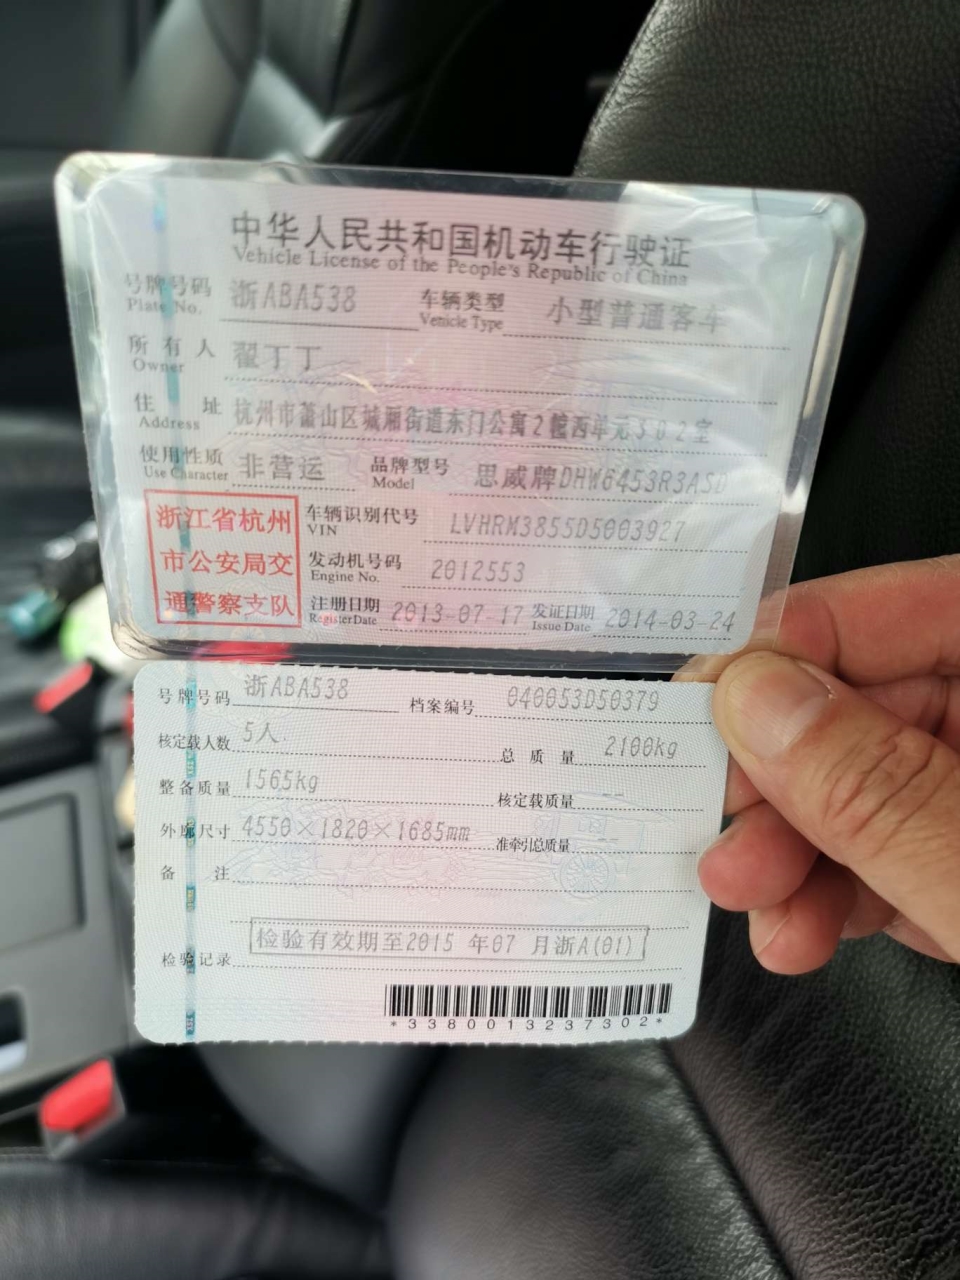 中华人民共和国机动车行驶证
Vehicle License of the People's Republic of China
号牌号码 浙ABA538 车辆类型 小型普通客车
Plate No. Vehicle Type
所有人 翟丁丁
Owner
住址 杭州市萧山区城厢街道东门公寓2幢西单元302室
Address
使用性质 非营运 品牌型号 思威牌DHW6453R3ASD
Use Character Model
浙江省杭州
市公安局交
通警察支队
车辆识别代号 LVHRM3855D5003927
VIN
发动机号码 2012553
Engine No.
注册日期 2013-07-17 发证日期 2014-03-24
Register Date Issue Date
号牌号码 浙ABA538 档案编号 040053D50379
核定载人数 5人 总质量 2100kg
整备质量 1565kg 核定载质量 --
外廓尺寸 4550×1820×1685mm 准牵引总质量
备注
检验有效期至2015 年07 月浙A(01)
检验记录
*3380013237302*